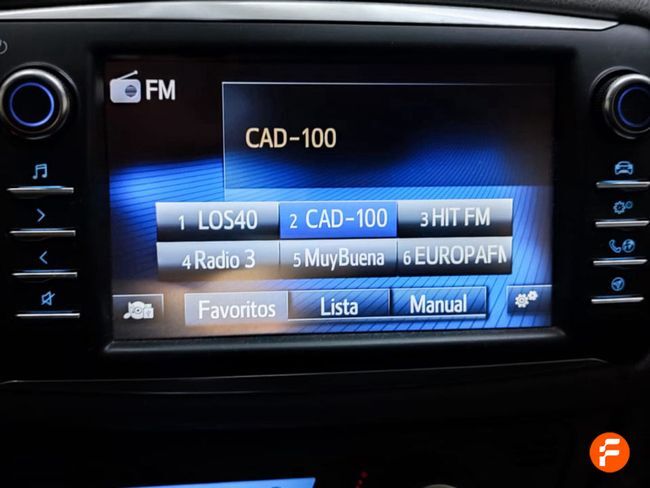 FM
CAD-100
1 LOS40 2 CAD-100 3 HIT FM
4 Radio 3 5 MuyBuena 6 EUROPAFM
Favoritos Lista Manual